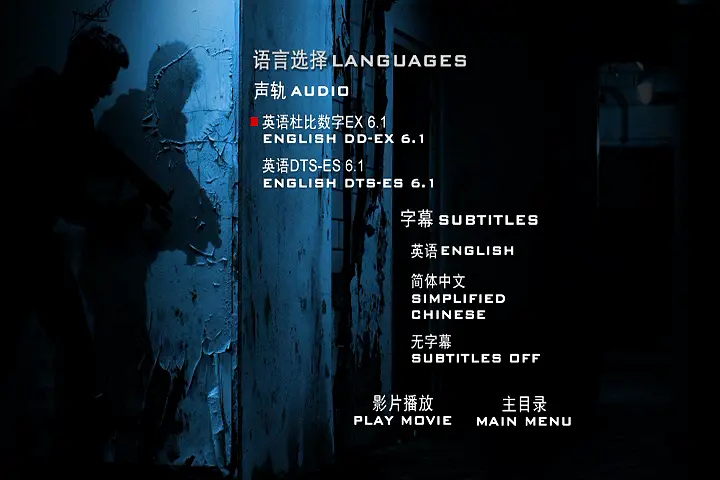 语言选择 LANGUAGES
声轨 AUDIO
英语杜比数字EX 6.1
ENGLISH DD-EX 6.1
英语DTS-ES 6.1
ENGLISH DTS-ES 6.1
字幕 SUBTITLES
英语 ENGLISH
简体中文
SIMPLIFIED
CHINESE
无字幕
SUBTITLES OFF
影片播放
PLAY MOVIE
主目录
MAIN MENU